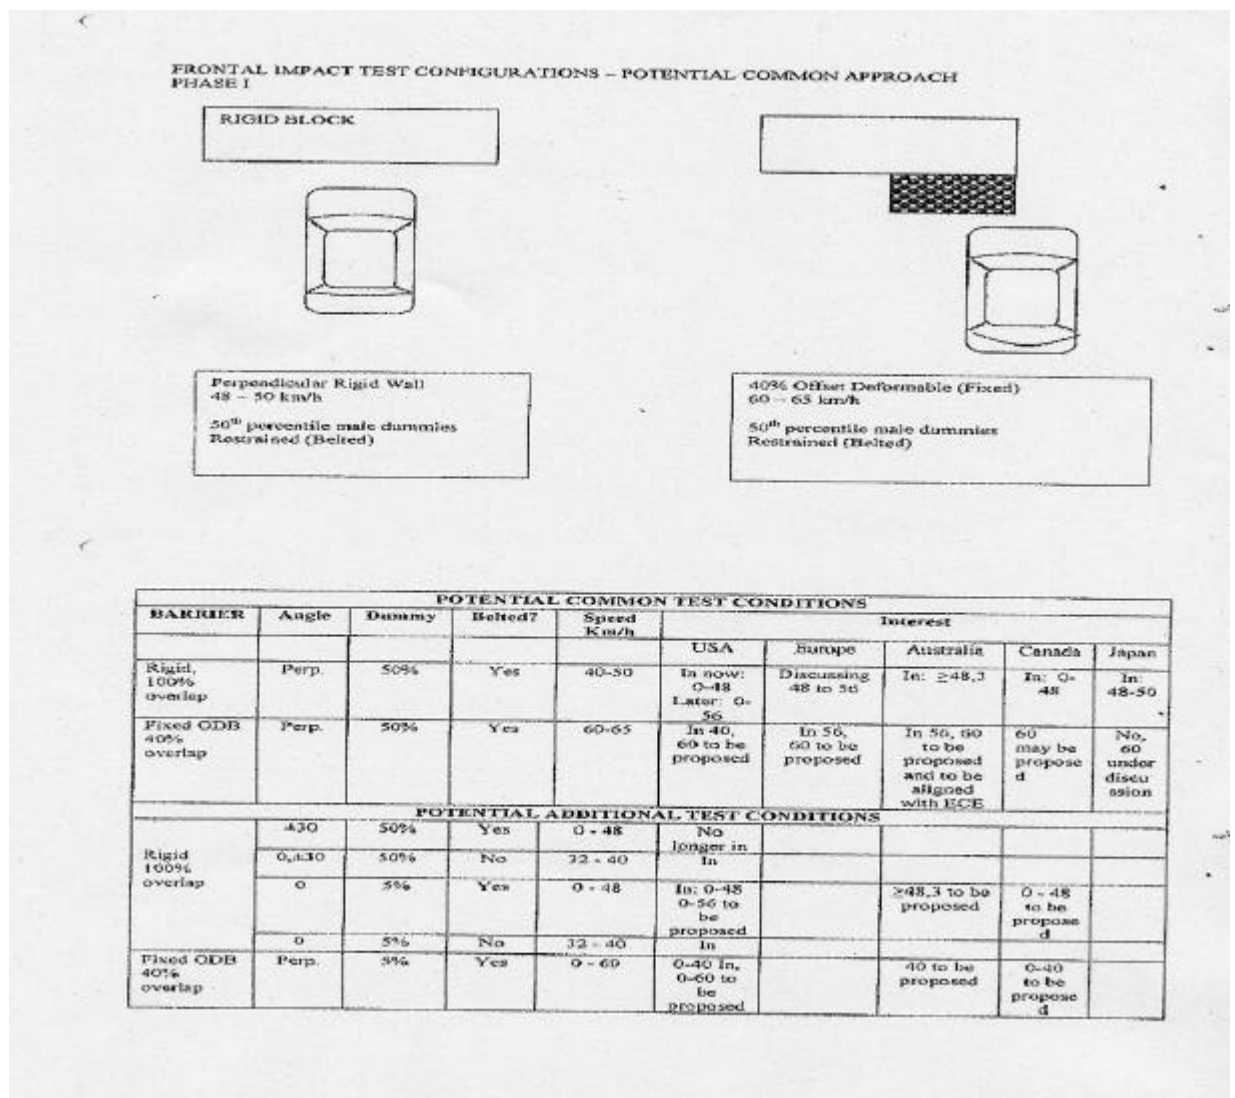 FRONTAL IMPACT TEST CONFIGURATIONS – POTENTIAL COMMON APPROACH
PHASE I
RIGID BLOCK
Perpendicular Rigid Wall
48 – 50 km/h
50th percentile male dummies
Restrained (Belted)
40% Offset Deformable (Fixed)
60 – 65 km/h
50th percentile male dummies
Restrained (Belted)
POTENTIAL COMMON TEST CONDITIONS
BARRIER Angle Dummy Belted? Speed Km/h Interest
USA Europe Australia Canada Japan
Rigid, 100% overlap Perp. 50% Yes 40-50 In now: 0-48 Later: 0-56 Discussing 48 to 56 In: ≥48,3 In: 0-48 In: 48-50
Fixed ODB 40% overlap Perp. 50% Yes 60-65 In 40, 60 to be proposed In 56, 60 to be proposed In 56, 60 to be proposed and to be aligned with ECE 60 may be proposed No, 60 under discussion
POTENTIAL ADDITIONAL TEST CONDITIONS
Rigid 100% overlap ±30 50% Yes 0 - 48 No longer in
0,±30 50% No 32 - 40 In
0 5% Yes 0 - 48 In: 0-48 0-56 to be proposed ≥48,3 to be proposed 0 - 48 to be proposed
0 5% No 32 - 40 In
Fixed ODB 40% overlap Perp. 5% Yes 0 - 60 0-40 In, 0-60 to be proposed 40 to be proposed 0-40 to be proposed